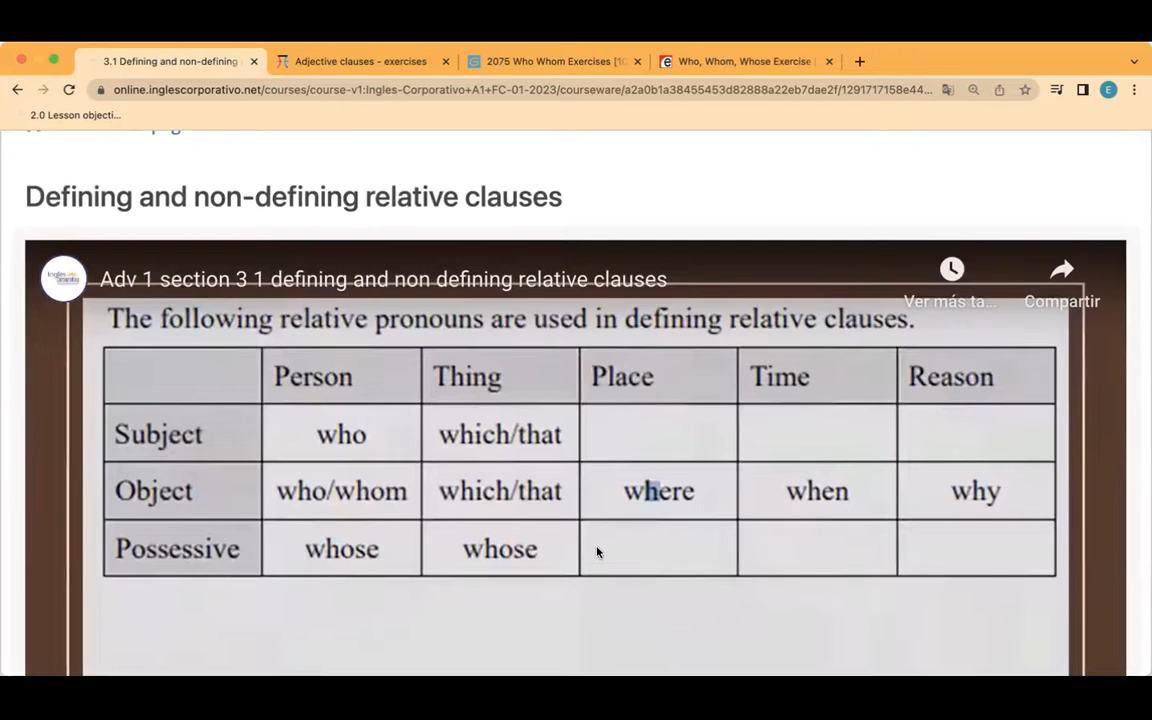 3.1 Defining and non-defining
Adjective clauses - exercises
2075 Who Whom Exercises [1
Who, Whom, Whose Exercise
online.inglescorporativo.net/courses/course-v1:Ingles-Corporativo+A1+FC-01-2023/courseware/a2a0b1a38455453d82888a22eb7dae2f/1291717158e44...
E
2.0 Lesson objecti...
Defining and non-defining relative clauses
Adv 1 section 3 1 defining and non defining relative clauses
Ver más ta...
Compartir
The following relative pronouns are used in defining relative clauses.
Person Thing Place Time Reason
Subject who which/that
Object who/whom which/that where when why
Possessive whose whose